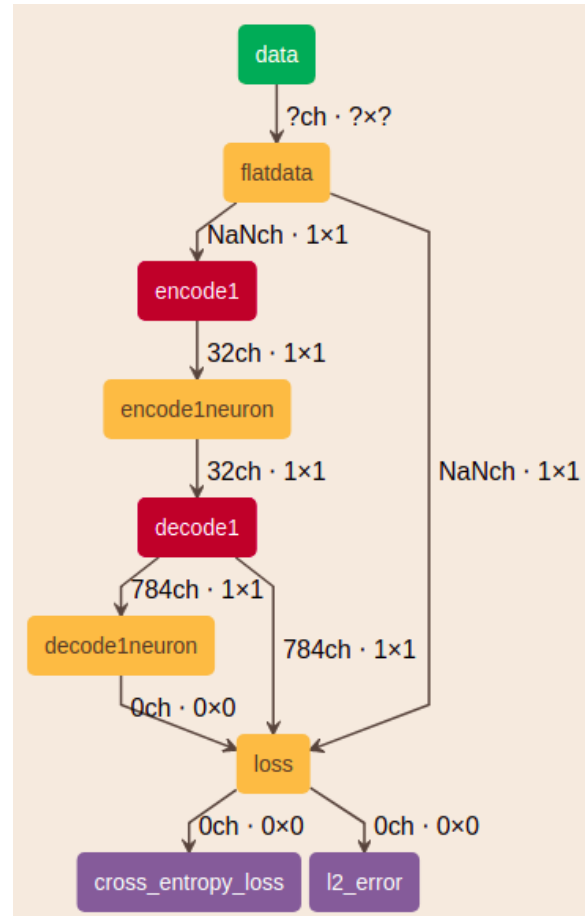 data
?ch · ?×?
flatdata
NaNch · 1×1
encode1
32ch · 1×1
encode1neuron
32ch · 1×1
NaNch · 1×1
decode1
784ch · 1×1
decode1neuron
784ch · 1×1
0ch · 0×0
loss
0ch · 0×0
0ch · 0×0
cross_entropy_loss
l2_error